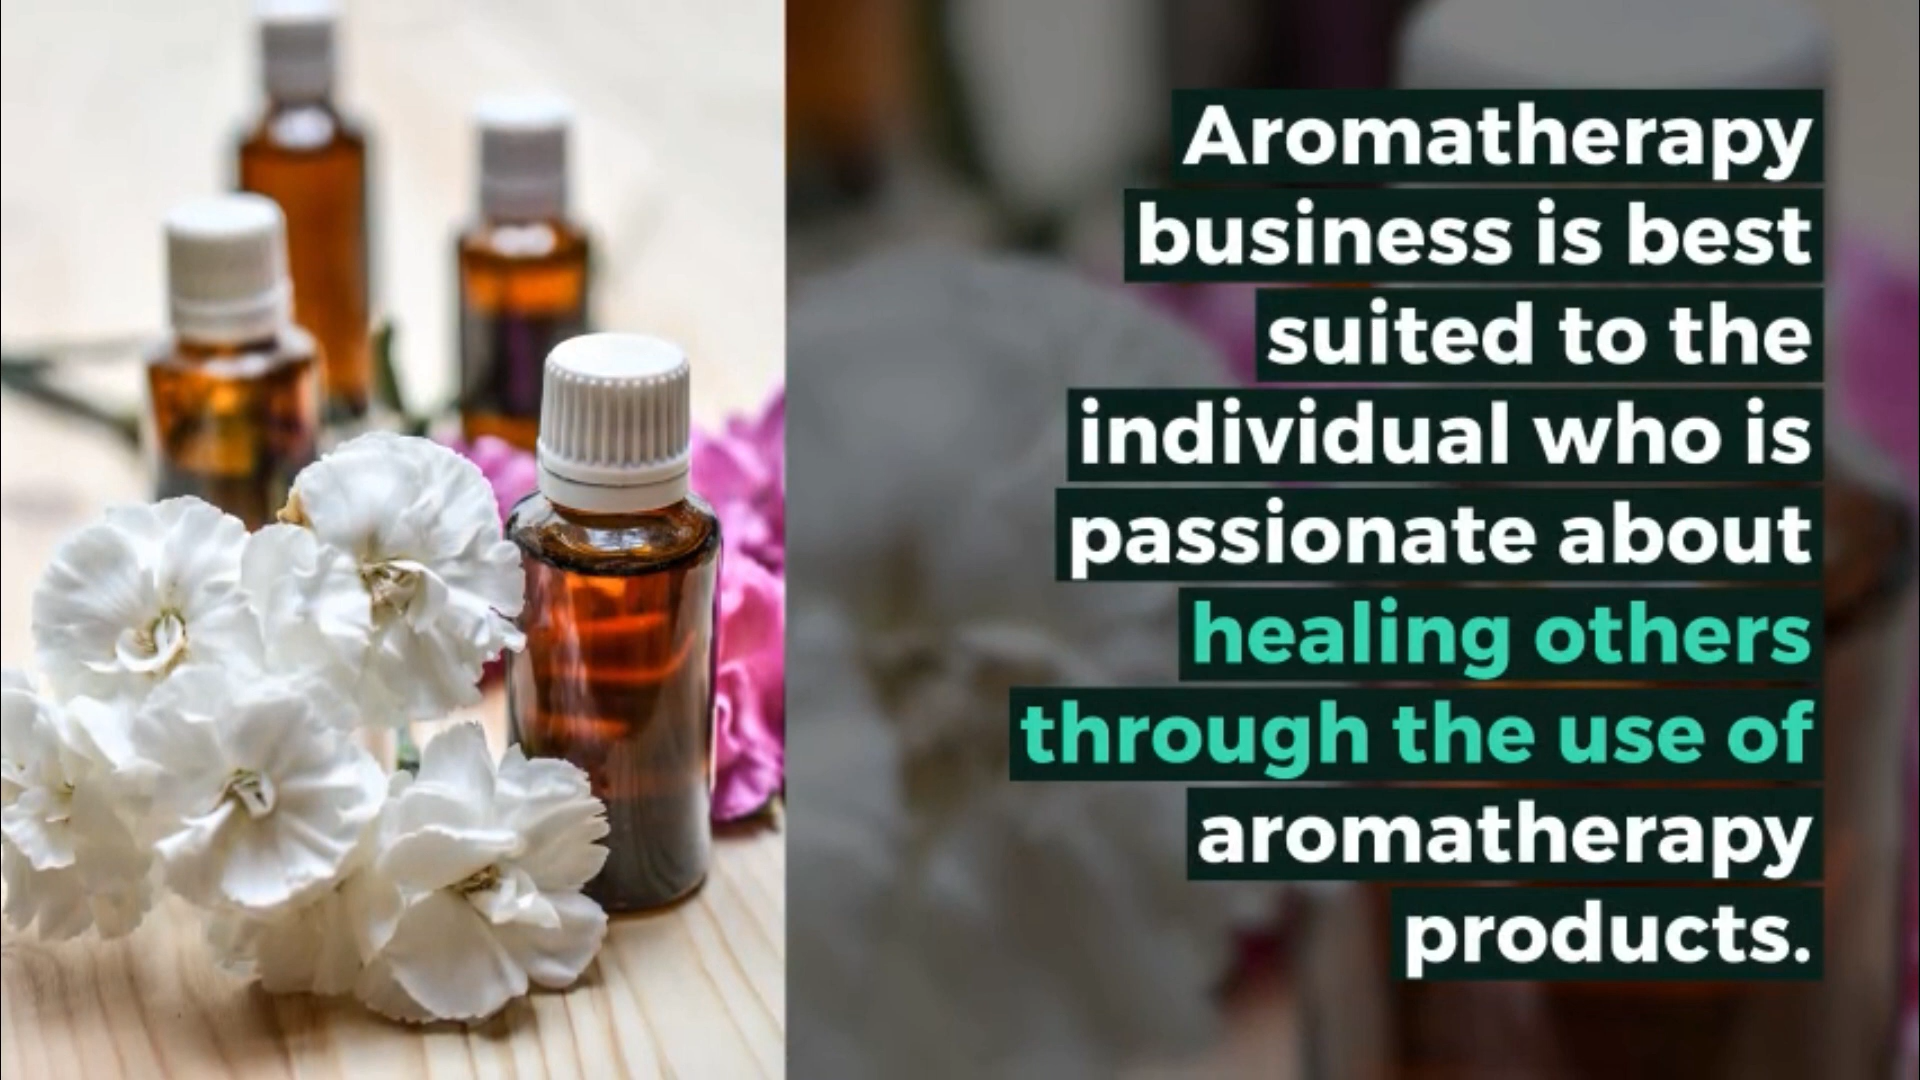 Aromatherapy
business is best
suited to the
individual who is
passionate about
healing others
through the use of
aromatherapy
products.